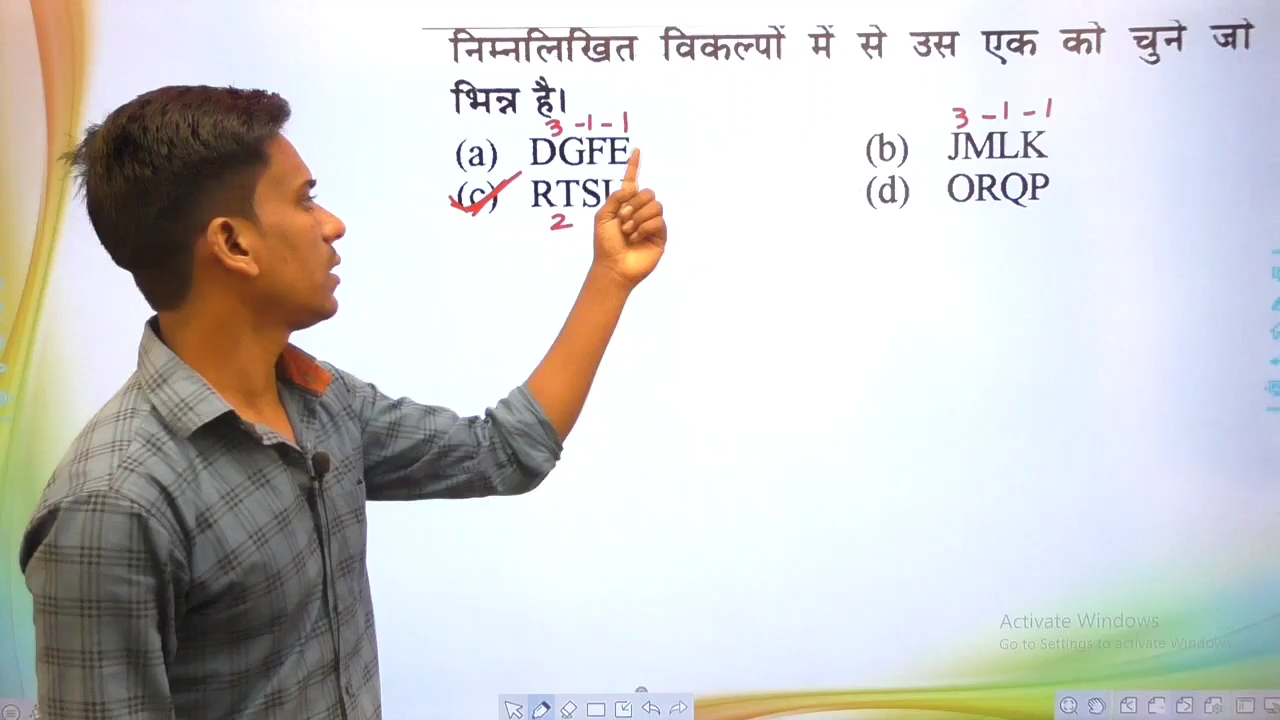 निम्नलिखित विकल्पों में से उस एक को चुने जो
भिन्न है।
3 -1 -1
3 -1 -1
(a) DGFE
(b) JMLK
(c)
(d) ORQP
2
Activate Windows
Go to Settings to activate Windows.